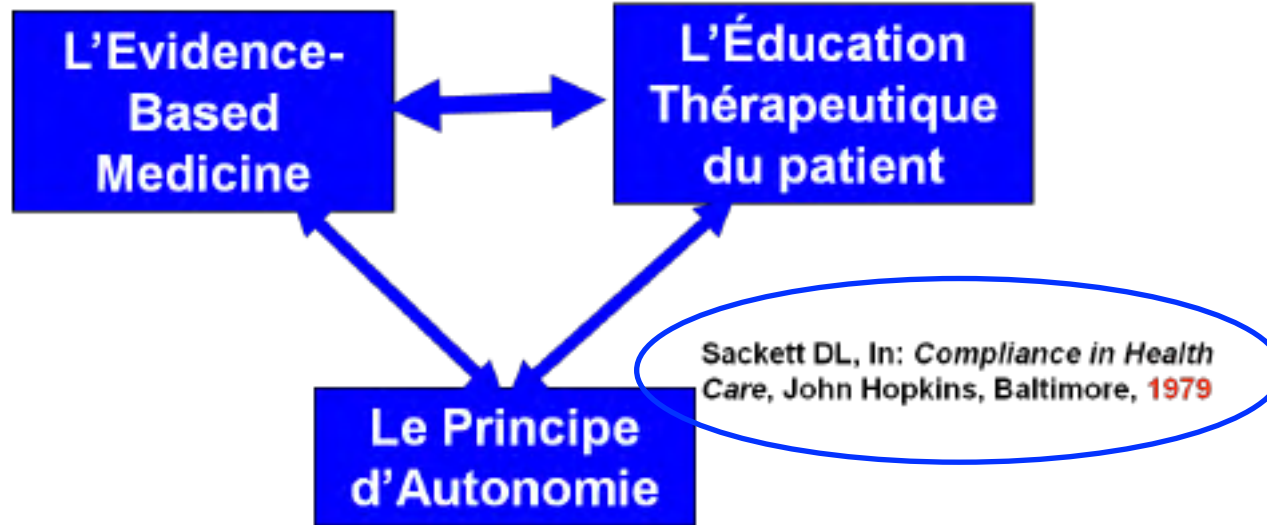 L'Evidence-
Based
Medicine
L'Éducation
Thérapeutique
du patient
Sackett DL, In: Compliance in Health
Care, John Hopkins, Baltimore, 1979
Le Principe
d'Autonomie